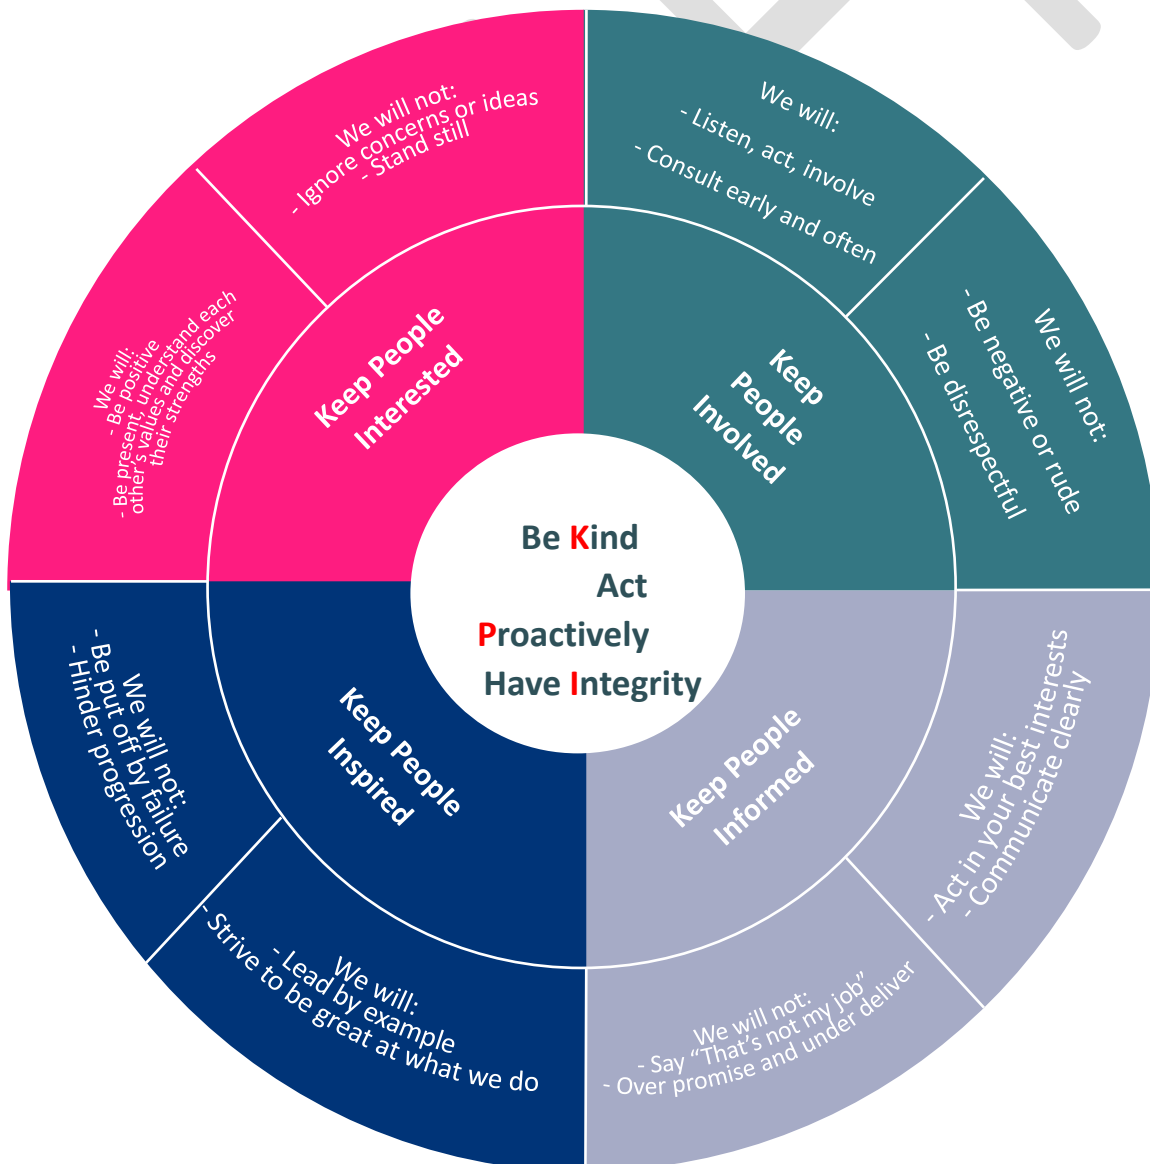 We will not:
- Ignore concerns or ideas
- Stand still
We will:
- Listen, act, involve
- Consult early and often
We will:
- Be positive
- Be present, understand each
other's values and discover
their strengths
Keep People
Interested
Keep
People
Involved
We will not:
- Be negative or rude
- Be disrespectful
Be Kind
Act
Proactively
Have Integrity
We will not:
- Be put off by failure
- Hinder progression
Keep People
Inspired
Keep People
Informed
We will:
- Act in your best interests
- Communicate clearly
We will:
- Lead by example
- Strive to be great at what we do
We will not:
- Say “That’s not my job”
- Over promise and under deliver